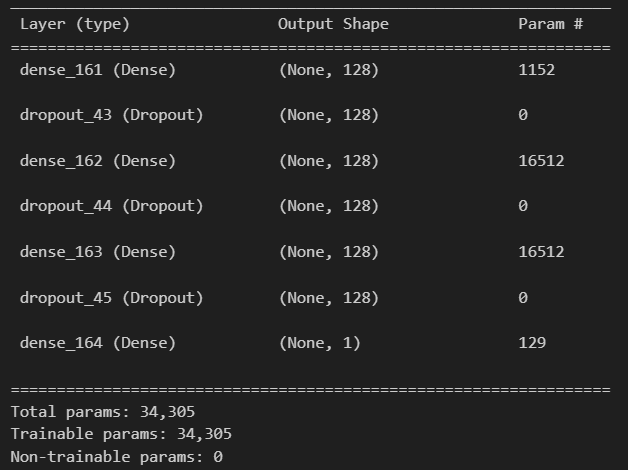 Layer (type) Output Shape Param #
dense_161 (Dense) (None, 128) 1152
dropout_43 (Dropout) (None, 128) 0
dense_162 (Dense) (None, 128) 16512
dropout_44 (Dropout) (None, 128) 0
dense_163 (Dense) (None, 128) 16512
dropout_45 (Dropout) (None, 128) 0
dense_164 (Dense) (None, 1) 129
Total params: 34,305
Trainable params: 34,305
Non-trainable params: 0